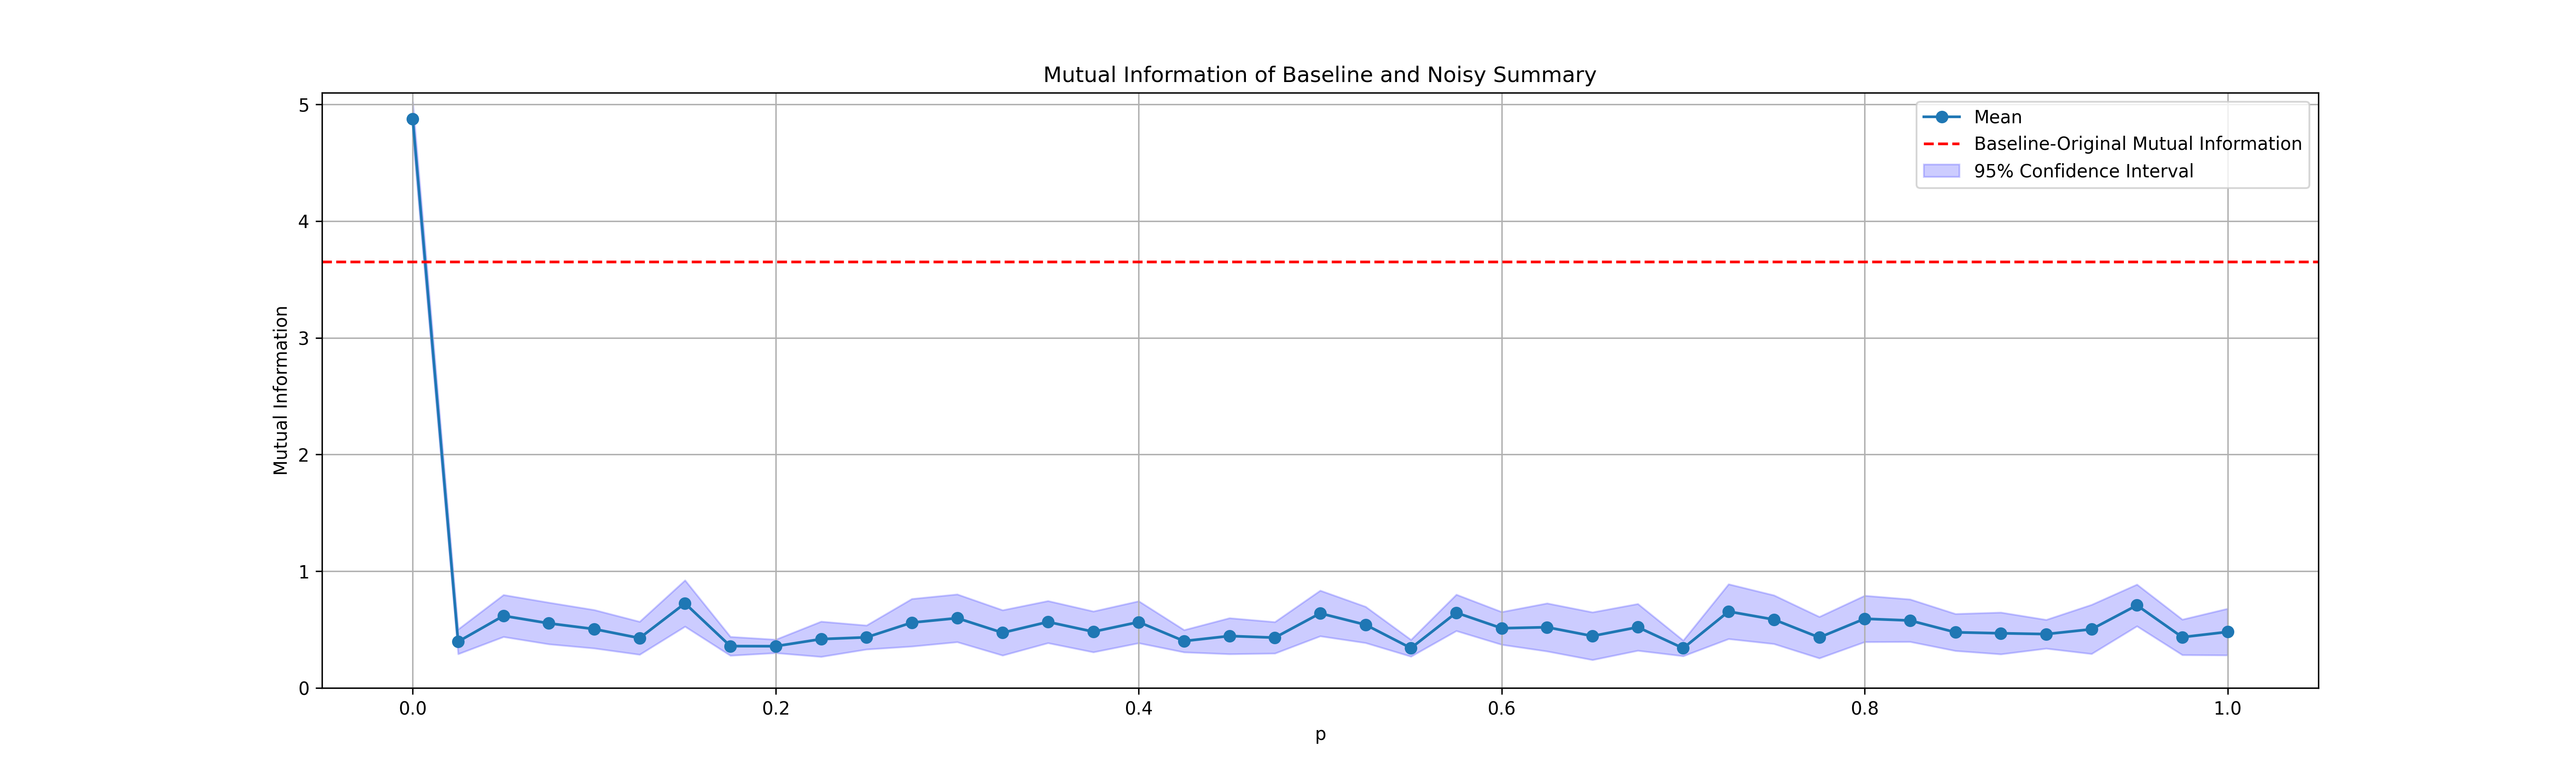 Mutual Information of Baseline and Noisy Summary
Mean
Baseline-Original Mutual Information
95% Confidence Interval
Mutual Information
5
4
3
2
1
0
0.0 0.2 0.4 0.6 0.8 1.0
p